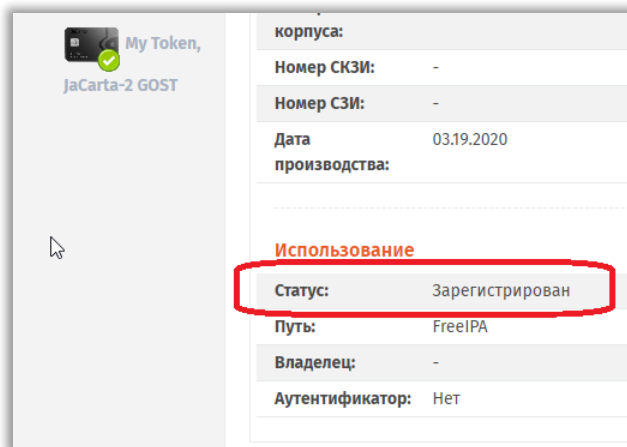 My Token,
JaCarta-2 GOST
корпуса:
Номер СКЗИ: -
Номер СЗИ: -
Дата 03.19.2020
производства:
Использование
Статус: Зарегистрирован
Путь: FreeIPA
Владелец: -
Аутентификатор: Нет